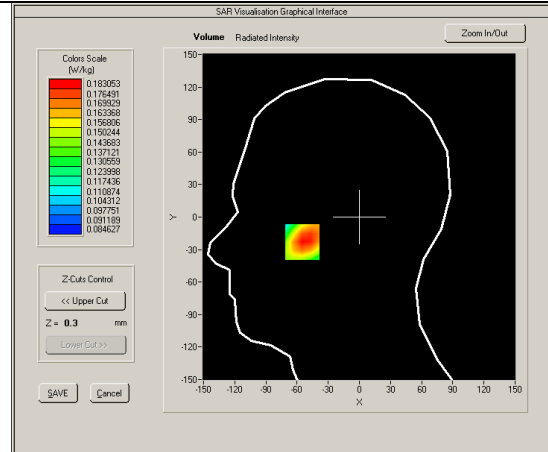 SAR Visualisation Graphical Interface
Volume Radiated Intensity
Zoom In/Out
Colors Scale
(W/kg)
0.183053
0.176491
0.169929
0.163368
0.156806
0.150244
0.143683
0.137121
0.130559
0.123998
0.117436
0.110874
0.104312
0.097751
0.091189
0.084627
Z-Cuts Control
<< Upper Cut
Z = 0.3 mm
Lower Cut >>
SAVE Cancel
150-
120-
90-
60-
30-
0-
-30-
-60-
-90-
-120-
-150-
Y
-150 -120 -90 -60 -30 0 30 60 90 120 150
X